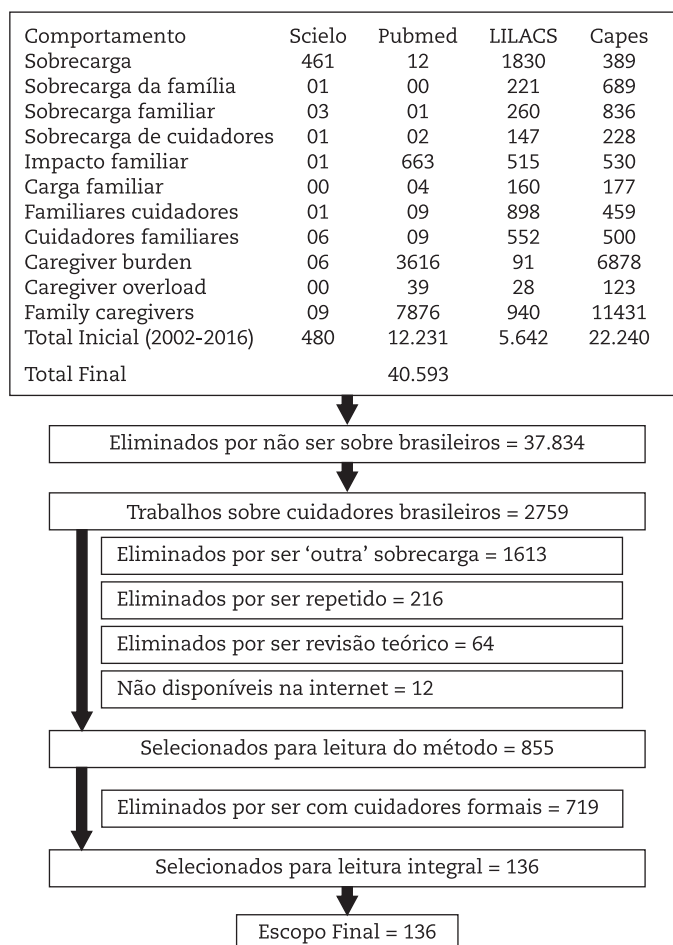 Comportamento Scielo Pubmed LILACS Capes
Sobrecarga 461 12 1830 389
Sobrecarga da família 01 00 221 689
Sobrecarga familiar 03 01 260 836
Sobrecarga de cuidadores 01 02 147 228
Impacto familiar 01 663 515 530
Carga familiar 00 04 160 177
Familiares cuidadores 01 09 898 459
Cuidadores familiares 06 09 552 500
Caregiver burden 06 3616 91 6878
Caregiver overload 00 39 28 123
Family caregivers 09 7876 940 11431
Total Inicial (2002-2016) 480 12.231 5.642 22.240
Total Final 40.593
Eliminados por não ser sobre brasileiros = 37.834
Trabalhos sobre cuidadores brasileiros = 2759
Eliminados por ser ‘outra’ sobrecarga = 1613
Eliminados por ser repetido = 216
Eliminados por ser revisão teórico = 64
Não disponíveis na internet = 12
Selecionados para leitura do método = 855
Eliminados por ser com cuidadores formais = 719
Selecionados para leitura integral = 136
Escopo Final = 136